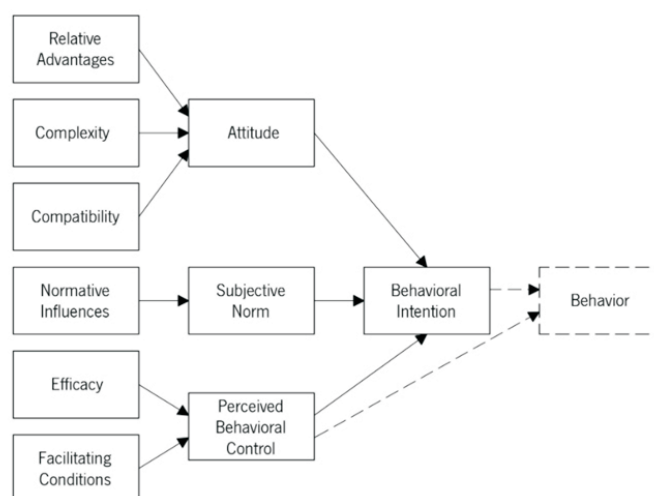 Relative
Advantages
Complexity
Attitude
Compatibility
Normative
Influences
Subjective
Norm
Behavioral
Intention
Behavior
Efficacy
Perceived
Behavioral
Control
Facilitating
Conditions